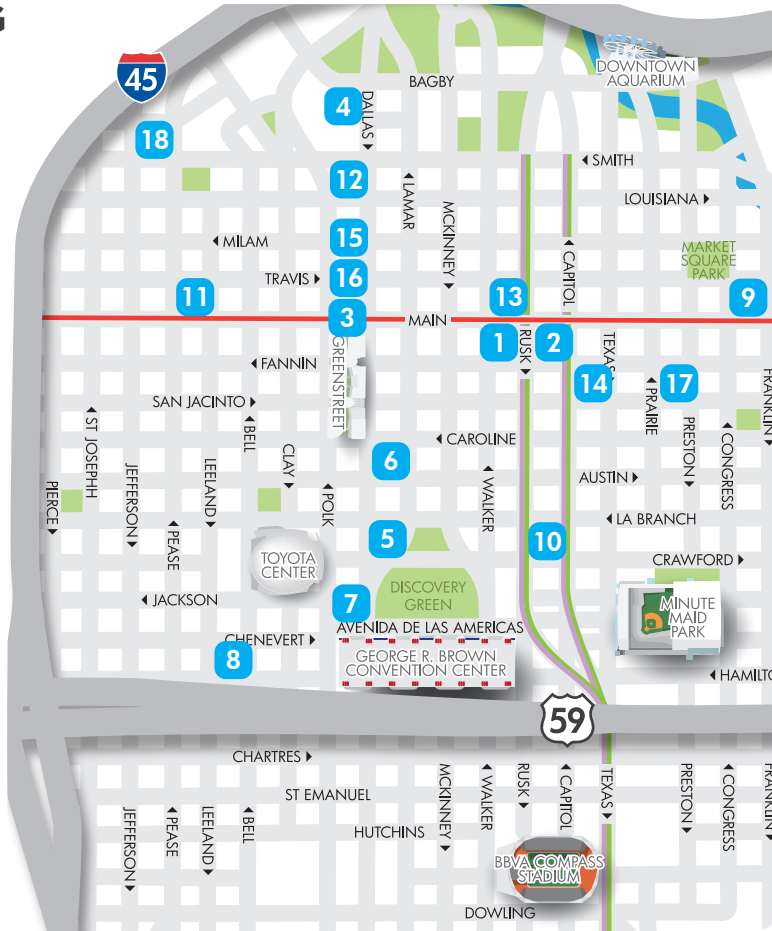 G
45
DOWNTOWN
AQUARIUM
BAGBY
4
DALLAS
18
SMITH
12
LAMAR
LOUISIANA
MCKINNEY
MILAM
15
CAPITOL
MARKET
SQUARE
PARK
TRAVIS
16
11
13
9
3
MAIN
1
RUSK
2
TEXAS
GREENSTREET
FANNIN
14
17
PRAIRIE
FRANKLIN
SAN JACINTO
ST JOSEPHH
BELL
CAROLINE
PRESTON
CONGRESS
JEFFERSON
LEELAND
CLAY
6
WALKER
AUSTIN
PIERCE
POLK
LA BRANCH
PEASE
5
10
TOYOTA
CENTER
CRAWFORD
DISCOVERY
GREEN
JACKSON
7
MINUTE
MAID
PARK
AVENIDA DE LAS AMERICAS
CHENEVERT
8
GEORGE R. BROWN
CONVENTION CENTER
HAMILTO
59
CHARTRES
ST EMANUEL
MCKINNEY
WALKER
RUSK
CAPITOL
TEXAS
PRESTON
CONGRESS
FRANKLIN
JEFFERSON
PEASE
LEELAND
BELL
HUTCHINS
BBVA COMPASS
STADIUM
DOWLING